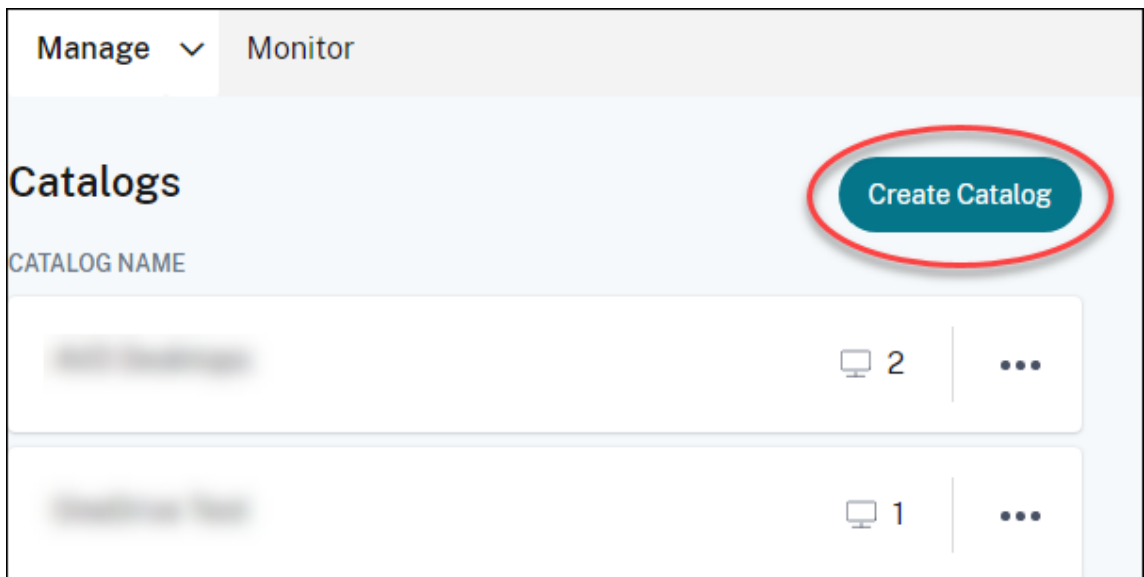 Manage Monitor
Catalogs
Create Catalog
CATALOG NAME
2
1